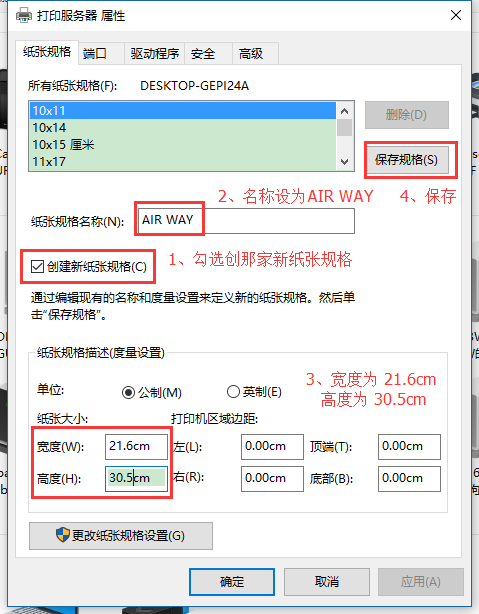 打印服务器 属性
纸张规格 端口 驱动程序 安全 高级
所有纸张规格(F): DESKTOP-GEPI24A
10x11
10x14
10x15 厘米
11x17
删除(D)
保存规格(S)
2、名称设为AIR WAY 4、保存
纸张规格名称(N): AIR WAY
创建新纸张规格(C) 1、勾选创那家新纸张规格
通过编辑现有的名称和度量设置来定义新的纸张规格。然后单
击“保存规格”。
纸张规格描述(度量设置)
3、宽度为 21.6cm
高度为 30.5cm
单位: 公制(M) 英制(E)
纸张大小: 打印机区域边距:
宽度(W): 21.6cm 左(L): 0.00cm 顶端(T): 0.00cm
高度(H): 30.5cm 右(R): 0.00cm 底部(B): 0.00cm
更改纸张规格设置(G)
确定 取消 应用(A)